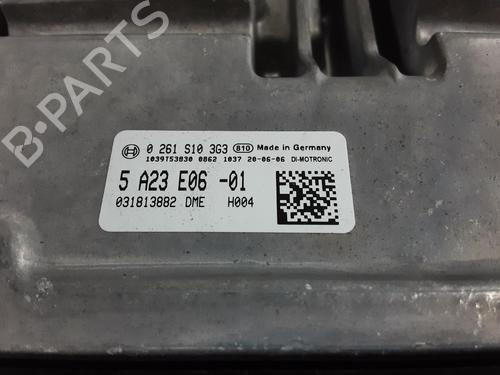 0 261 S10 3G3 810 Made in Germany
1039T53830 0862 1037 20-06-06 DI-MOTRONIC
5 A23 E06 -01
031813882 DME H004
B-PARTS